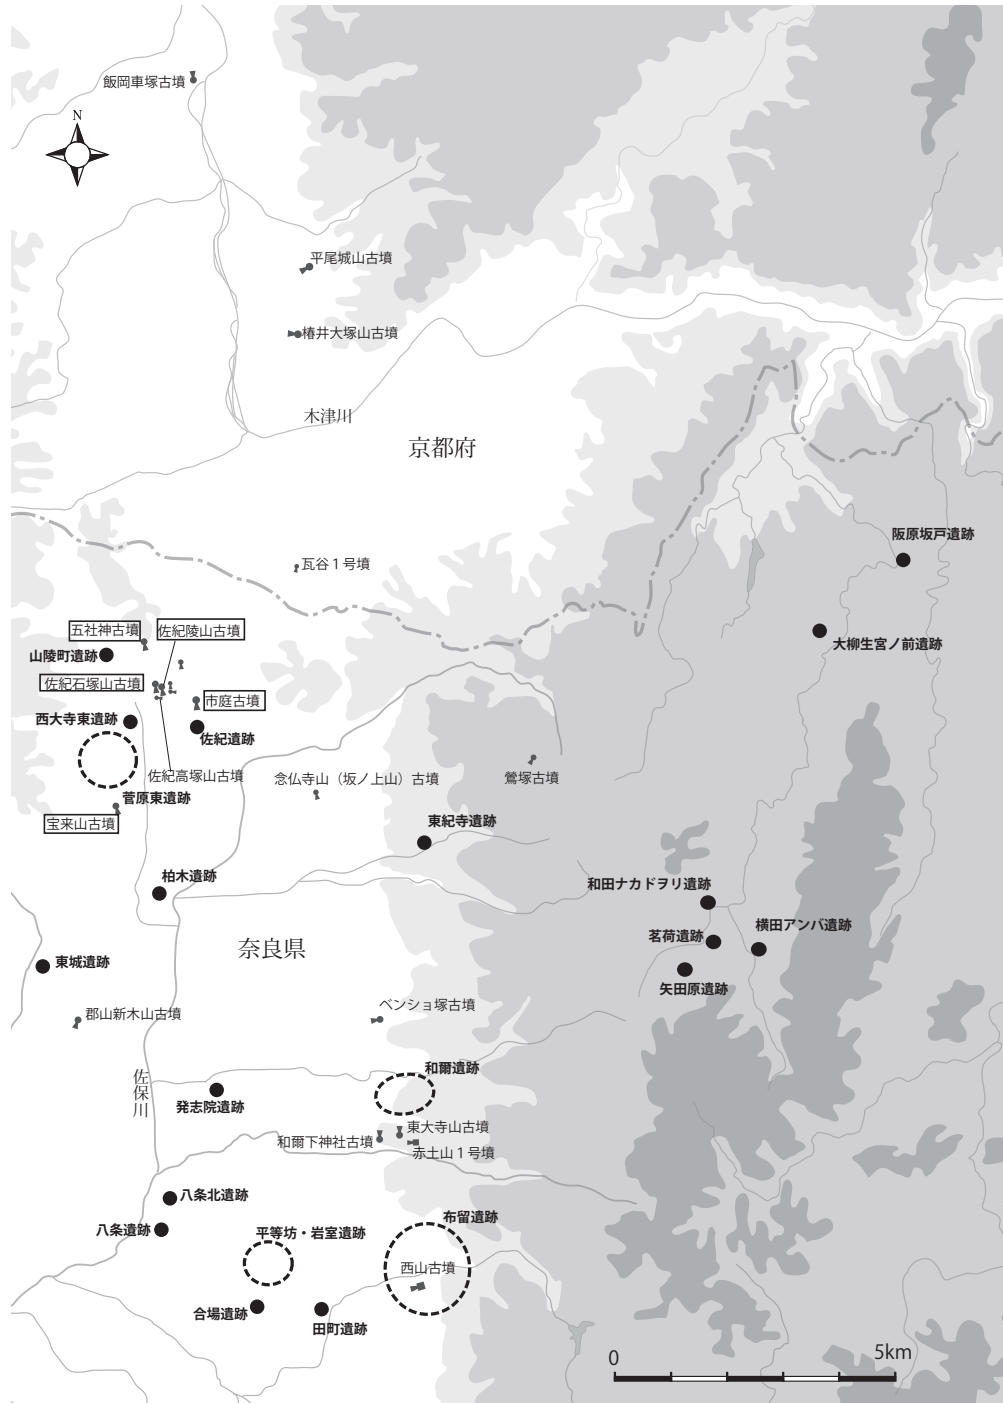 飯岡車塚古墳
N
平尾城山古墳
椿井大塚山古墳
木津川
京都府
阪原坂戸遺跡
瓦谷1号墳
五社神古墳
佐紀陵山古墳
大柳生宮ノ前遺跡
山陵町遺跡
佐紀石塚山古墳
市庭古墳
西大寺東遺跡
佐紀遺跡
佐紀高塚山古墳
念仏寺山（坂ノ上山）古墳
鶯塚古墳
菅原東遺跡
宝来山古墳
東紀寺遺跡
柏木遺跡
和田ナカドヲリ遺跡
横田アンバ遺跡
茗荷遺跡
奈良県
東城遺跡
矢田原遺跡
ベンショ塚古墳
郡山新木山古墳
和爾遺跡
佐保川
発志院遺跡
東大寺山古墳
和爾下神社古墳
赤土山1号墳
八条北遺跡
布留遺跡
八条遺跡
平等坊・岩室遺跡
西山古墳
合場遺跡
田町遺跡
0
5km